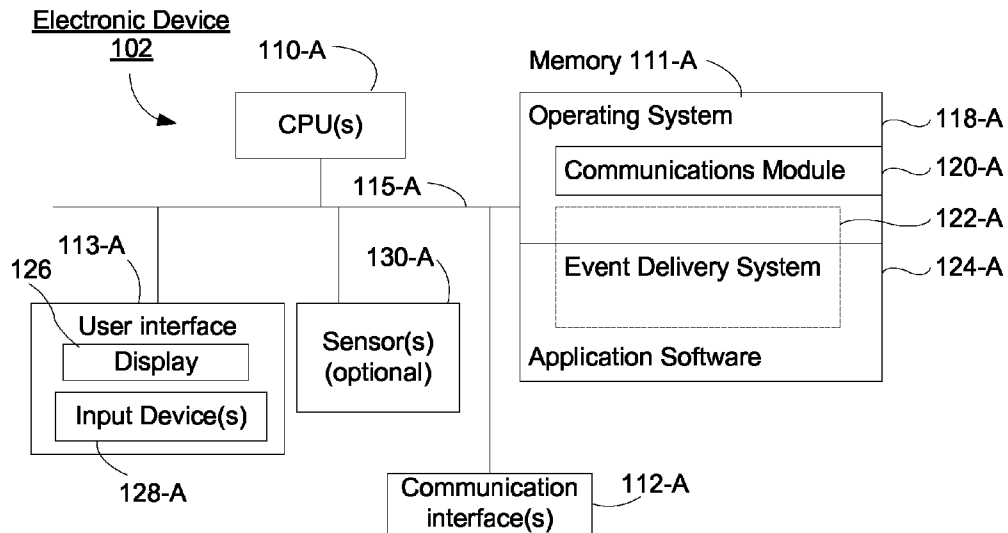 Electronic Device
102
110-A
CPU(s)
Memory 111-A
Operating System
118-A
Communications Module
120-A
115-A
122-A
113-A
126
130-A
Event Delivery System
124-A
User interface
Display
Sensor(s)
(optional)
Application Software
Input Device(s)
128-A
Communication
interface(s)
112-A